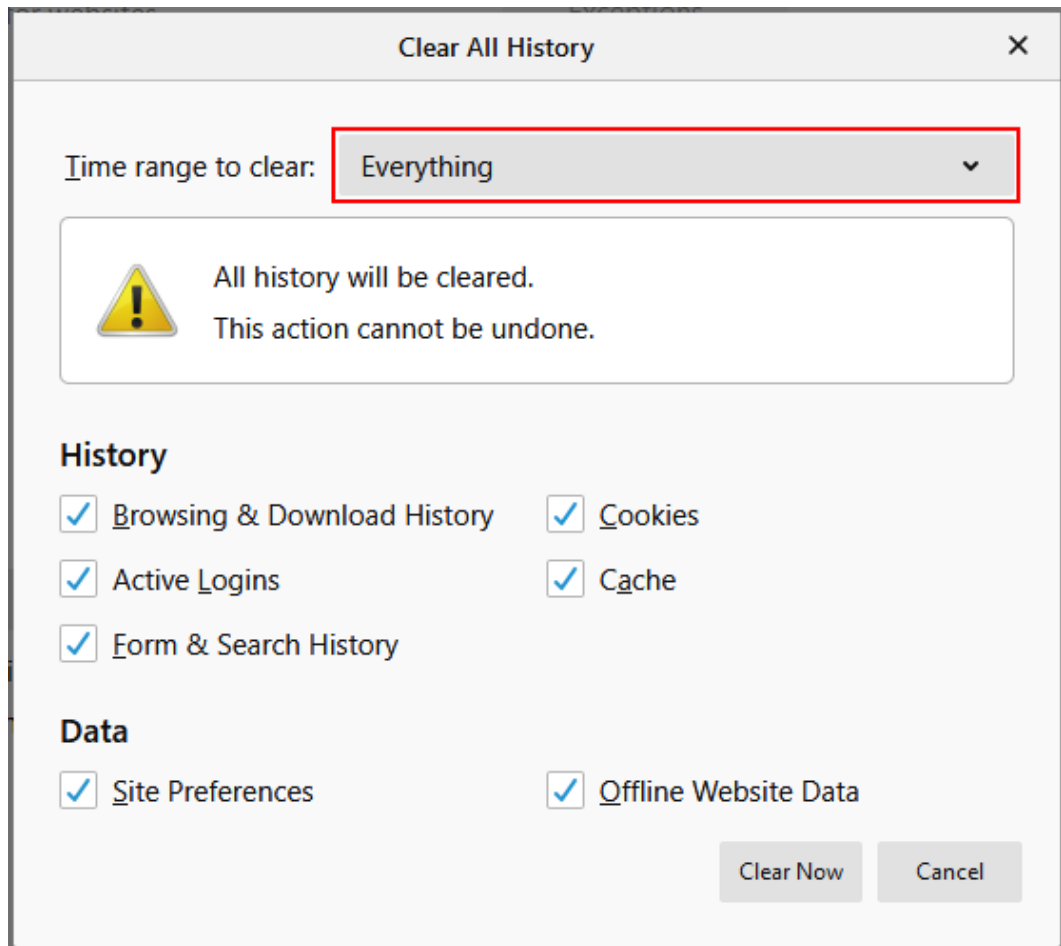 Clear All History
Time range to clear: Everything
All history will be cleared.
This action cannot be undone.
History
Browsing & Download History Cookies
Active Logins Cache
Form & Search History
Data
Site Preferences Offline Website Data
Clear Now Cancel